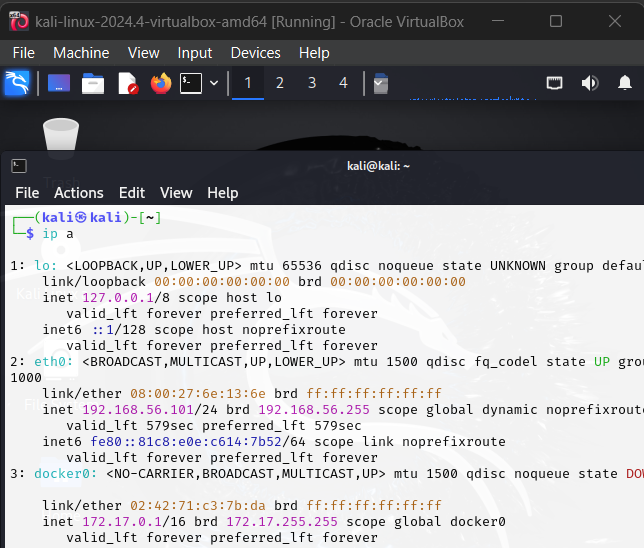 kali-linux-2024.4-virtualbox-amd64 [Running] - Oracle VirtualBox
File Machine View Input Devices Help
1 2 3 4
Trash
kali@kali: ~
File Actions Edit View Help
┌──(kali㉿kali)-[~]
└─$ ip a
1: lo: <LOOPBACK,UP,LOWER_UP> mtu 65536 qdisc noqueue state UNKNOWN group defau
link/loopback 00:00:00:00:00:00 brd 00:00:00:00:00:00
inet 127.0.0.1/8 scope host lo
valid_lft forever preferred_lft forever
inet6 ::1/128 scope host noprefixroute
valid_lft forever preferred_lft forever
2: eth0: <BROADCAST,MULTICAST,UP,LOWER_UP> mtu 1500 qdisc fq_codel state UP grou
1000
link/ether 08:00:27:6e:13:6e brd ff:ff:ff:ff:ff:ff
inet 192.168.56.101/24 brd 192.168.56.255 scope global dynamic noprefixroute
valid_lft 579sec preferred_lft 579sec
inet6 fe80::81c8:e0e:c614:7b52/64 scope link noprefixroute
valid_lft forever preferred_lft forever
3: docker0: <NO-CARRIER,BROADCAST,MULTICAST,UP> mtu 1500 qdisc noqueue state DOW
link/ether 02:42:71:c3:7b:da brd ff:ff:ff:ff:ff:ff
inet 172.17.0.1/16 brd 172.17.255.255 scope global docker0
valid_lft forever preferred_lft forever